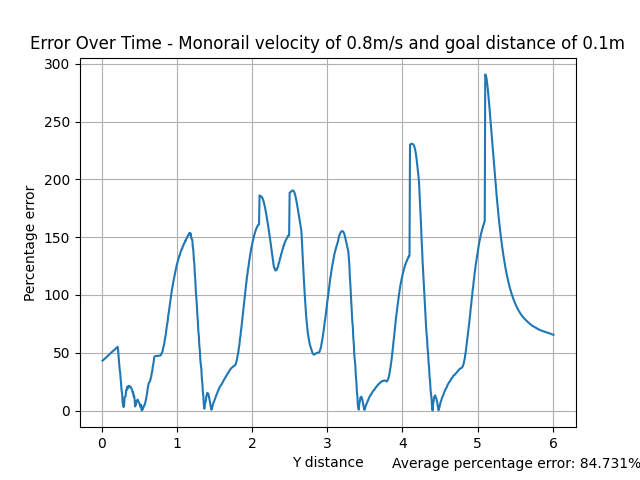 Error Over Time - Monorail velocity of 0.8m/s and goal distance of 0.1m
300
250
200
150
100
50
0
Percentage error
0 1 2 3 4 5 6
Y distance
Average percentage error: 84.731%